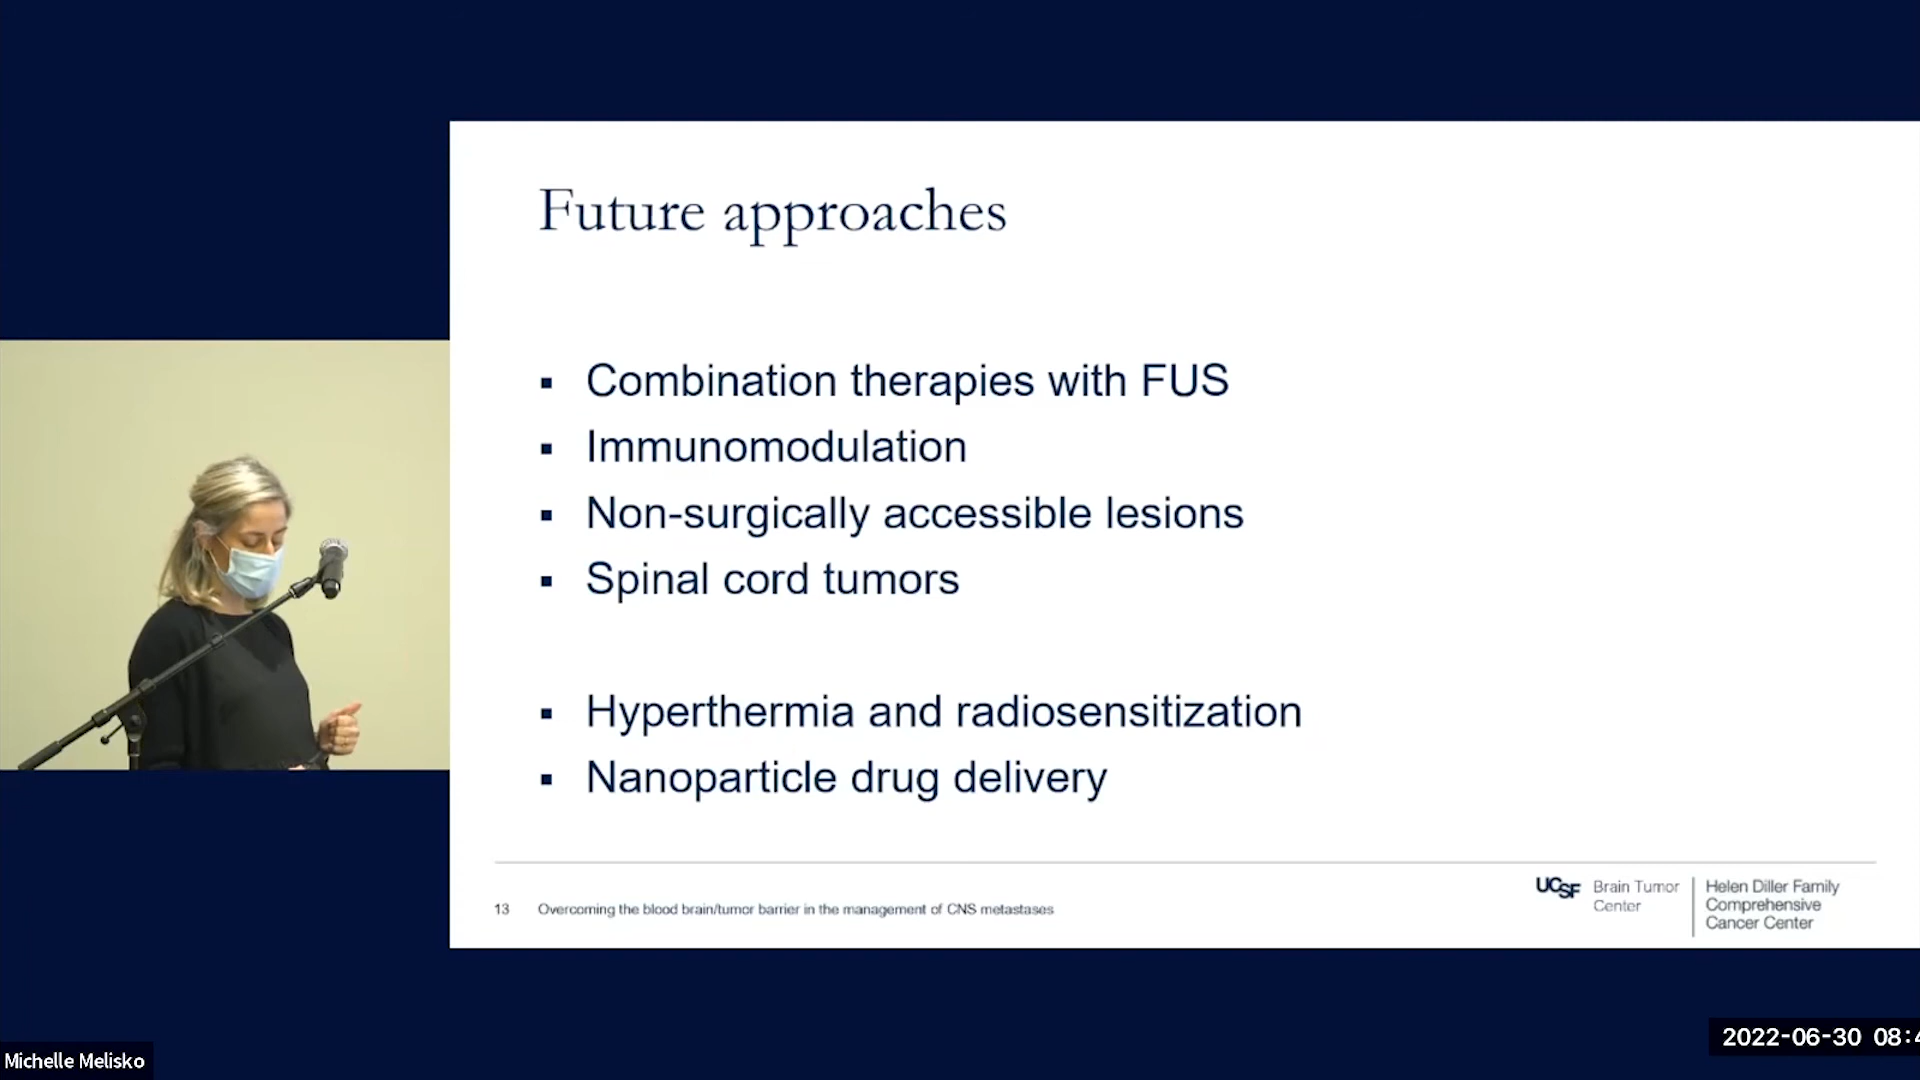 Future approaches
Combination therapies with FUS
Immunomodulation
Non-surgically accessible lesions
Spinal cord tumors
Hyperthermia and radiosensitization
Nanoparticle drug delivery
13 Overcoming the blood brain/tumor barrier in the management of CNS metastases
UCSF Brain Tumor
Center
Helen Diller Family
Comprehensive
Cancer Center
Michelle Melisko
2022-06-30 08:4